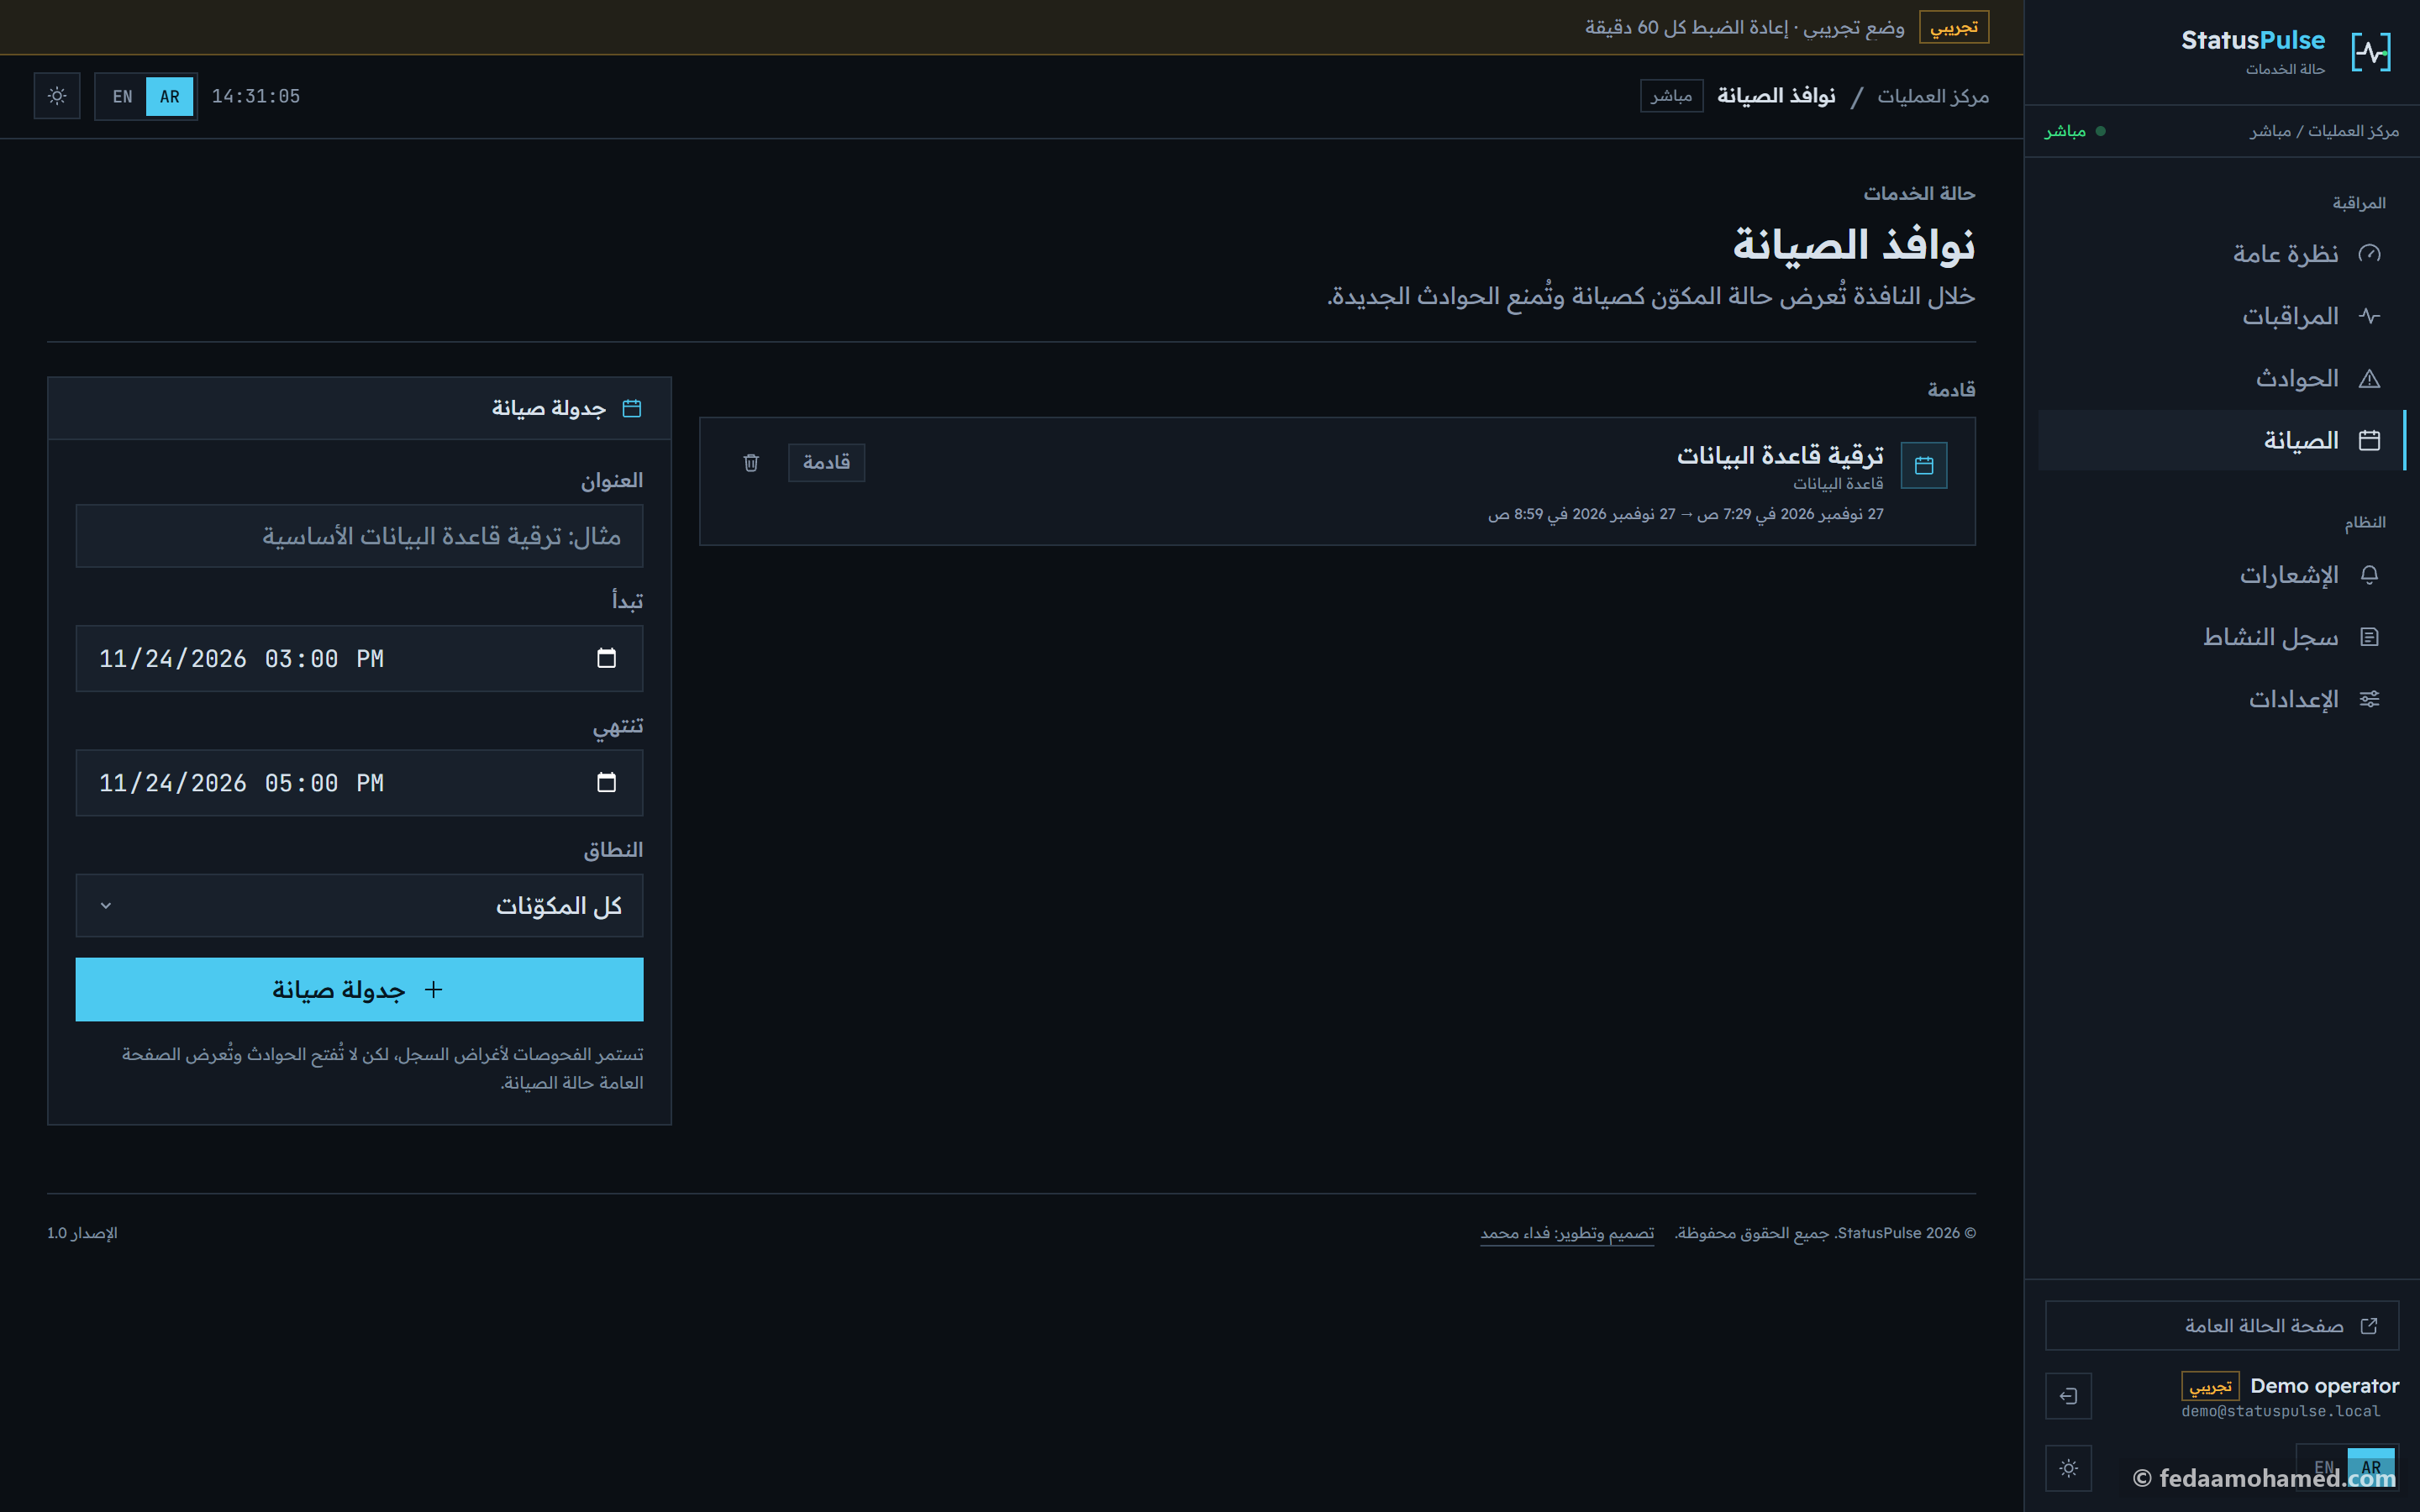 StatusPulse
حالة الخدمات
مركز العمليات / مباشر
مباشر
المراقبة
نظرة عامة
المراقبات
الحوادث
الصيانة
النظام
الإشعارات
سجل النشاط
الإعدادات
صفحة الحالة العامة
Demo operator تجريبي
demo@statuspulse.local
EN AR
© fedaamohamed.com
تجريبي وضع تجريبي · إعادة الضبط كل 60 دقيقة
مركز العمليات / نوافذ الصيانة مباشر
14:31:05 AR EN
حالة الخدمات
نوافذ الصيانة
خلال النافذة تُعرض حالة المكوّن كصيانة وتُمنع الحوادث الجديدة.
قادمة
ترقية قاعدة البيانات
قادمة
قاعدة البيانات
27 نوفمبر 2026 في 7:29 ص → 27 نوفمبر 2026 في 8:59 ص
جدولة صيانة
العنوان
مثال: ترقية قاعدة البيانات الأساسية
تبدأ
11/24/2026 03:00 PM
تنتهي
11/24/2026 05:00 PM
النطاق
كل المكوّنات
جدولة صيانة
تستمر الفحوصات لأغراض السجل، لكن لا تُفتح الحوادث وتُعرض الصفحة
العامة حالة الصيانة.
© 2026 StatusPulse. جميع الحقوق محفوظة. تصميم وتطوير: فداء محمد
الإصدار 1.0